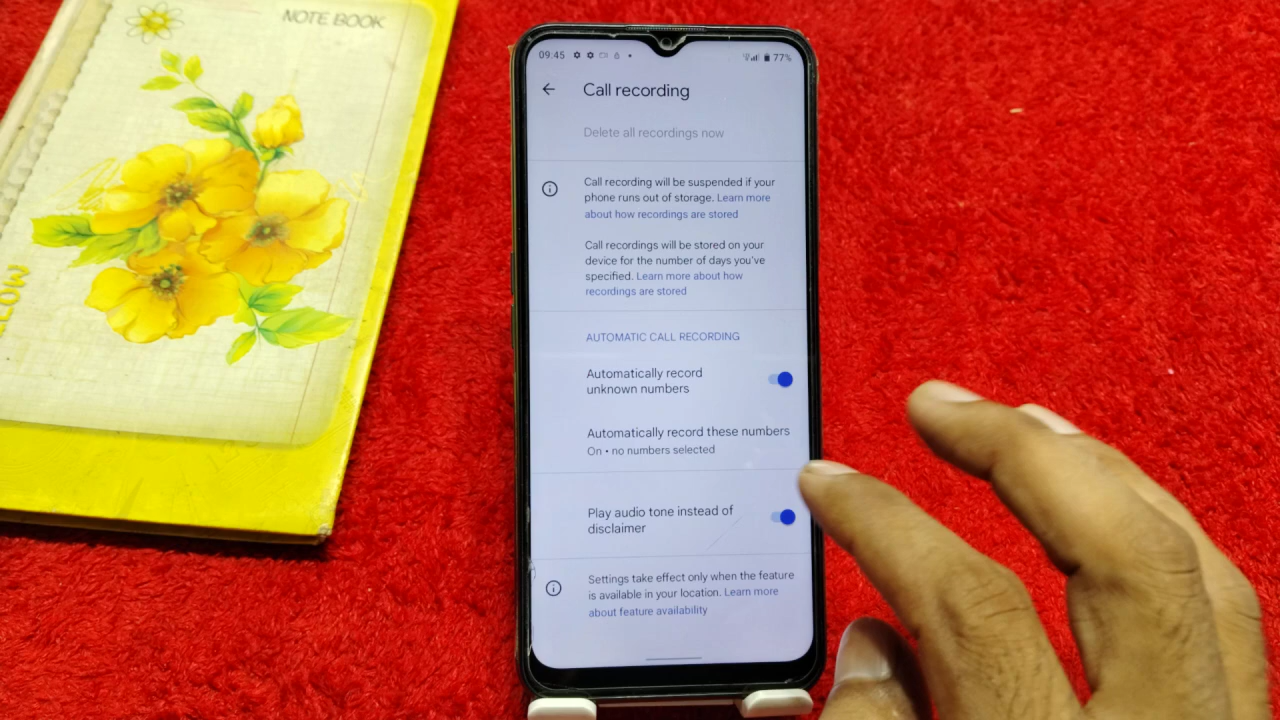 NOTE BOOK
LOW
09:45
77%
Call recording
Delete all recordings now
Call recording will be suspended if your
phone runs out of storage. Learn more
about how recordings are stored
Call recordings will be stored on your
device for the number of days you've
specified. Learn more about how
recordings are stored
AUTOMATIC CALL RECORDING
Automatically record
unknown numbers
Automatically record these numbers
On • no numbers selected
Play audio tone instead of
disclaimer
Settings take effect only when the feature
is available in your location. Learn more
about feature availability